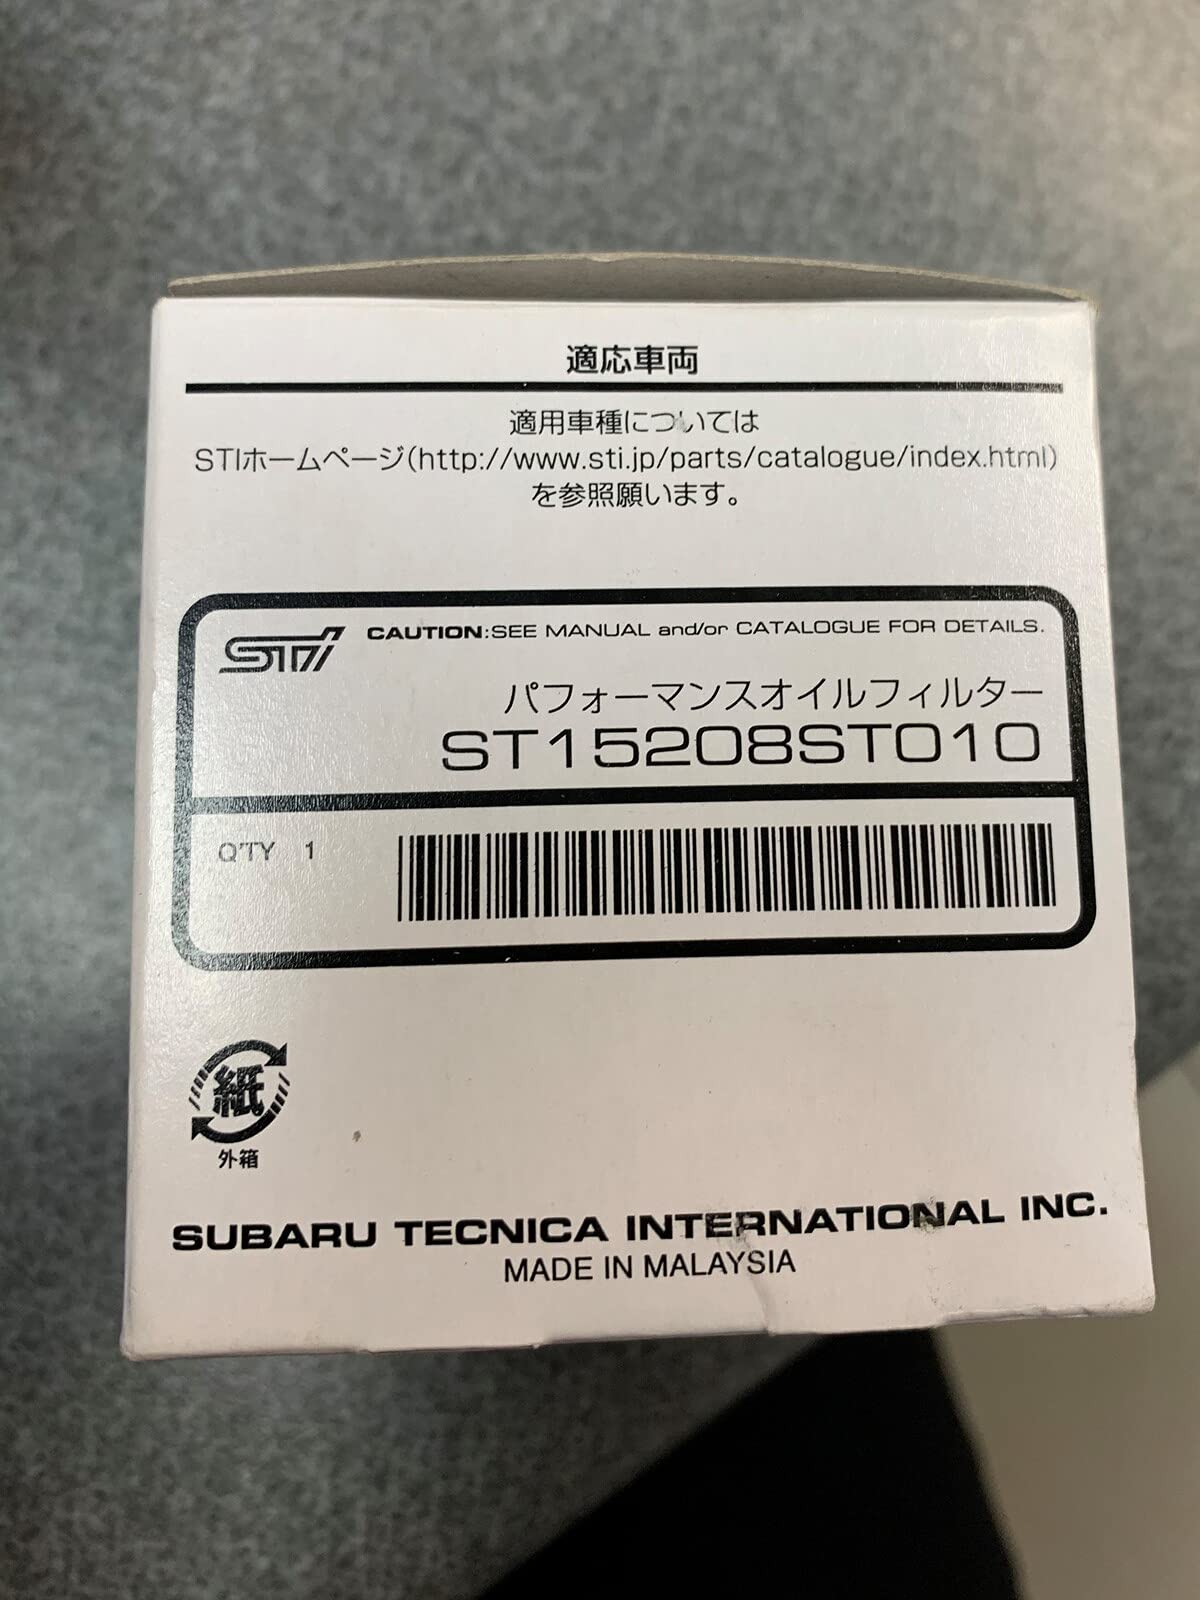 適応車両
適用車種については
STIホームページ(http://www.sti.jp/parts/catalogue/index.html)
を参照願います。
STI CAUTION:SEE MANUAL and/or CATALOGUE FOR DETAILS.
パフォーマンスオイルフィルター
ST15208ST010
Q'TY 1
紙
外箱
SUBARU TECNICA INTERNATIONAL INC.
MADE IN MALAYSIA